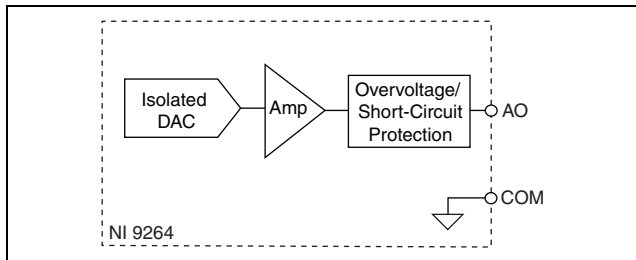 Isolated
DAC
Amp
Overvoltage/
Short-Circuit
Protection
AO
COM
NI 9264